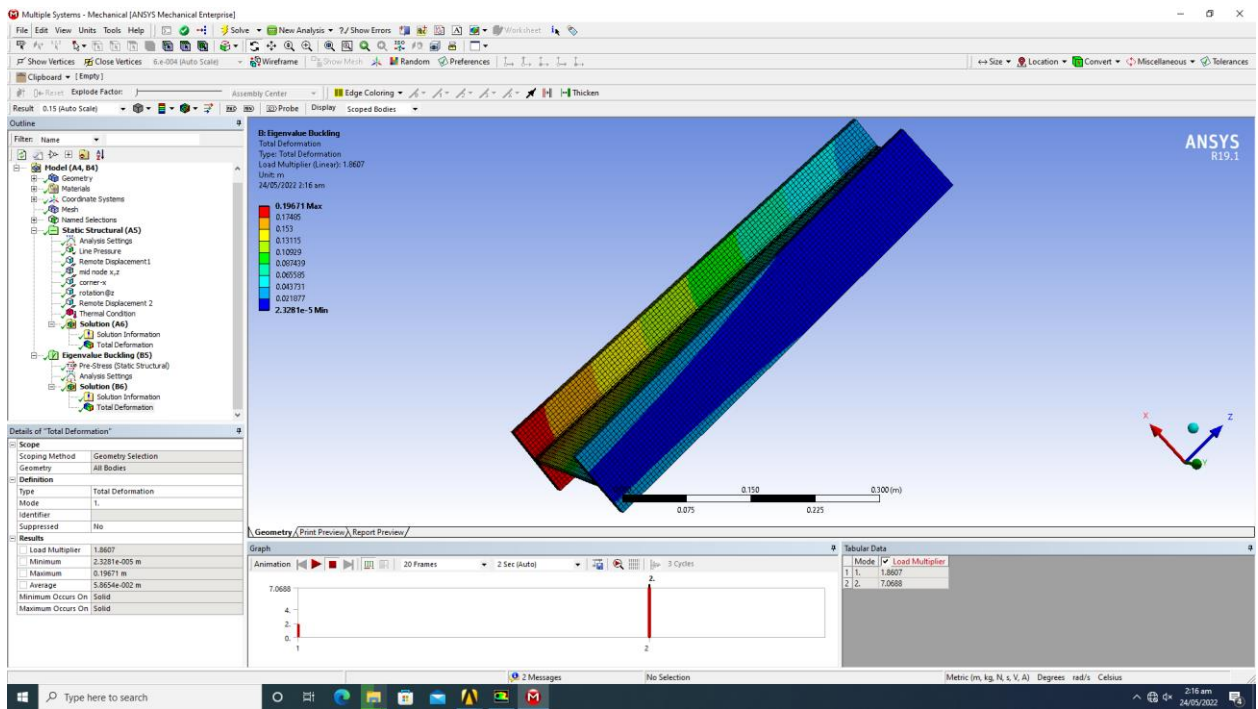 Multiple Systems - Mechanical [ANSYS Mechanical Enterprise]
File Edit View Units Tools Help Solve New Analysis ?/ Show Errors Worksheet
Show Vertices Close Vertices 6.e-004 (Auto Scale) Wireframe Show Mesh Random Preferences Size Location Convert Miscellaneous Tolerances
Clipboard [Empty]
Reset Explode Factor: Assembly Center Edge Coloring Thicken
Result 0.15 (Auto Scale) Probe Display Scoped Bodies
Outline
Filter: Name
Model (A4, B4)
Geometry
Materials
Coordinate Systems
Mesh
Named Selections
Static Structural (A5)
Analysis Settings
Line Pressure
Remote Displacement1
mid node x,z
corner-x
rotation@z
Remote Displacement 2
Thermal Condition
Solution (A6)
Solution Information
Total Deformation
Eigenvalue Buckling (B5)
Pre-Stress (Static Structural)
Analysis Settings
Solution (B6)
Solution Information
Total Deformation
Details of "Total Deformation"
Scope
Scoping Method Geometry Selection
Geometry All Bodies
Definition
Type Total Deformation
Mode 1.
Identifier
Suppressed No
Results
Load Multiplier 1.8607
Minimum 2.3281e-005 m
Maximum 0.19671 m
Average 5.8654e-002 m
Minimum Occurs On Solid
Maximum Occurs On Solid
B: Eigenvalue Buckling
Total Deformation
Type: Total Deformation
Load Multiplier (Linear): 1.8607
Unit: m
24/05/2022 2:16 am
0.19671 Max
0.17485
0.153
0.13115
0.10929
0.087439
0.065585
0.043731
0.021877
2.3281e-5 Min
ANSYS
R19.1
X
Z
Y
0.150 0.300 (m)
0.075 0.225
Geometry Print Preview Report Preview
Graph
Animation 20 Frames 2 Sec (Auto) 3 Cycles
2.
7.0688
4.
2.
0.
1 2
Tabular Data
Mode Load Multiplier
1 1. 1.8607
2 2. 7.0688
2 Messages No Selection Metric (m, kg, N, s, V, A) Degrees rad/s Celsius
Type here to search
2:16 am
24/05/2022